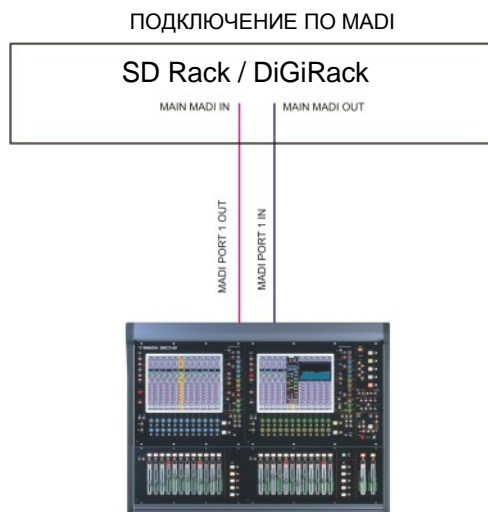 ПОДКЛЮЧЕНИЕ ПО MADI
SD Rack / DiGiRack
MAIN MADI IN
MAIN MADI OUT
MADI PORT 1 OUT
MADI PORT 1 IN